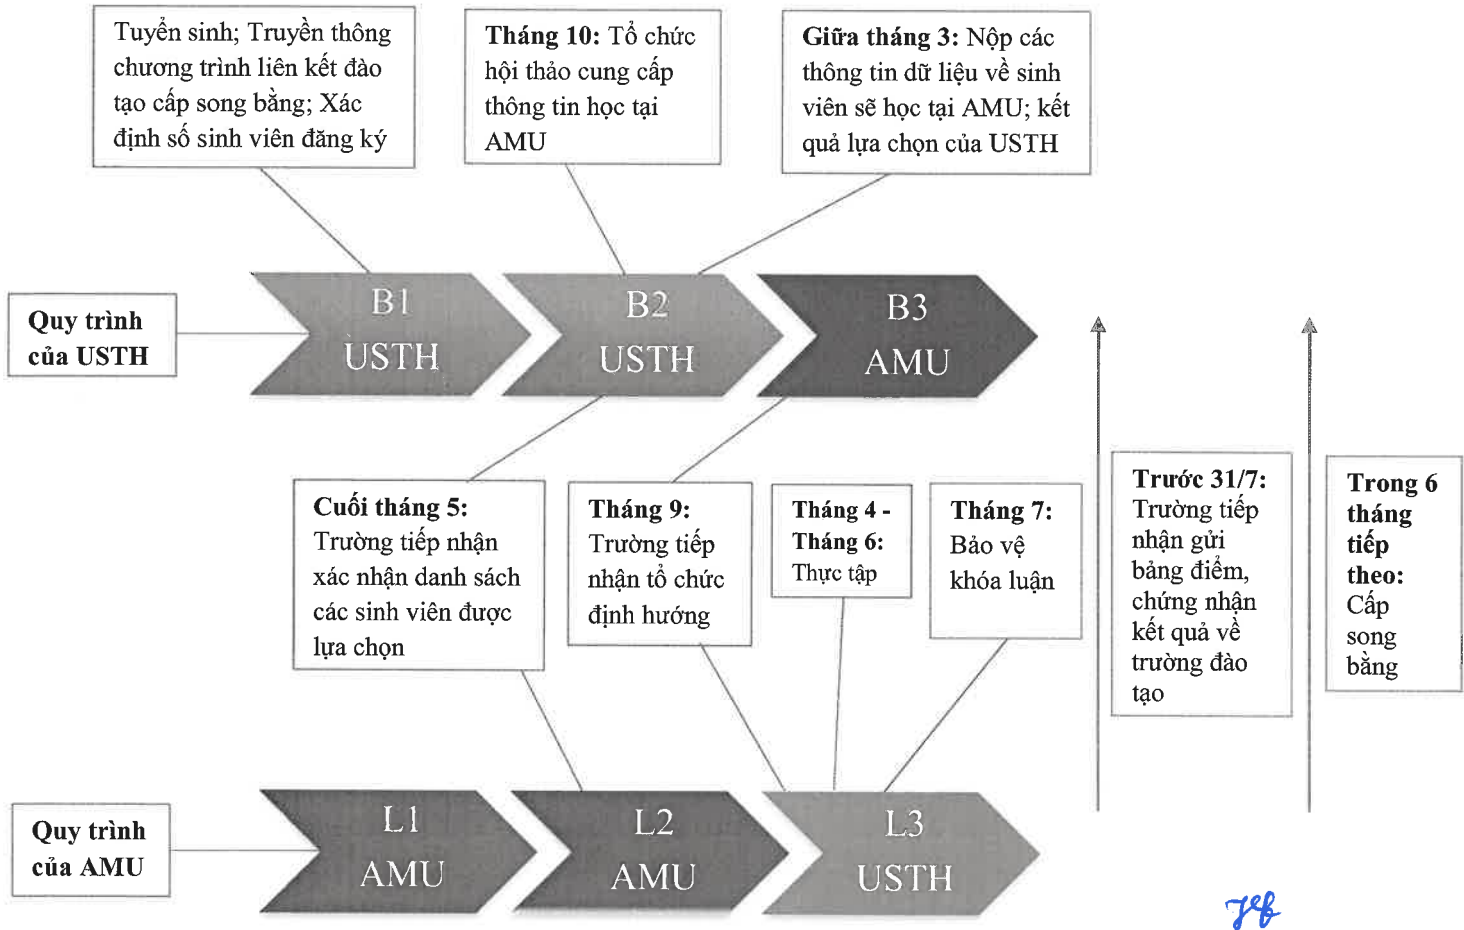 Tuyển sinh; Truyền thông
chương trình liên kết đào
tạo cấp song bằng; Xác
định số sinh viên đăng ký
Tháng 10: Tổ chức
hội thảo cung cấp
thông tin học tại
AMU
Giữa tháng 3: Nộp các
thông tin dữ liệu về sinh
viên sẽ học tại AMU; kết
quả lựa chọn của USTH
Quy trình
của USTH
B1
USTH
B2
USTH
B3
AMU
Cuối tháng 5:
Trường tiếp nhận
xác nhận danh sách
các sinh viên được
lựa chọn
Tháng 9:
Trường tiếp
nhận tổ chức
định hướng
Tháng 4 -
Tháng 6:
Thực tập
Tháng 7:
Bảo vệ
khóa luận
Trước 31/7:
Trường tiếp
nhận gửi
bảng điểm,
chứng nhận
kết quả về
trường đào
tạo
Trong 6
tháng
tiếp
theo:
Cấp
song
bằng
Quy trình
của AMU
L1
AMU
L2
AMU
L3
USTH